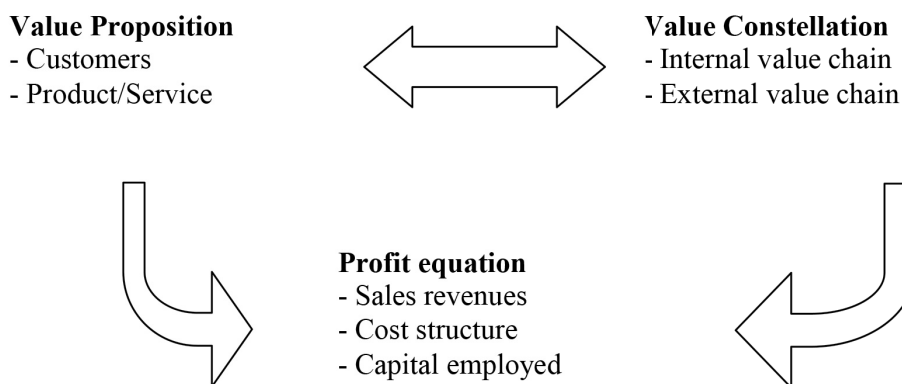 Value Proposition
- Customers
- Product/Service
Value Constellation
- Internal value chain
- External value chain
Profit equation
- Sales revenues
- Cost structure
- Capital employed